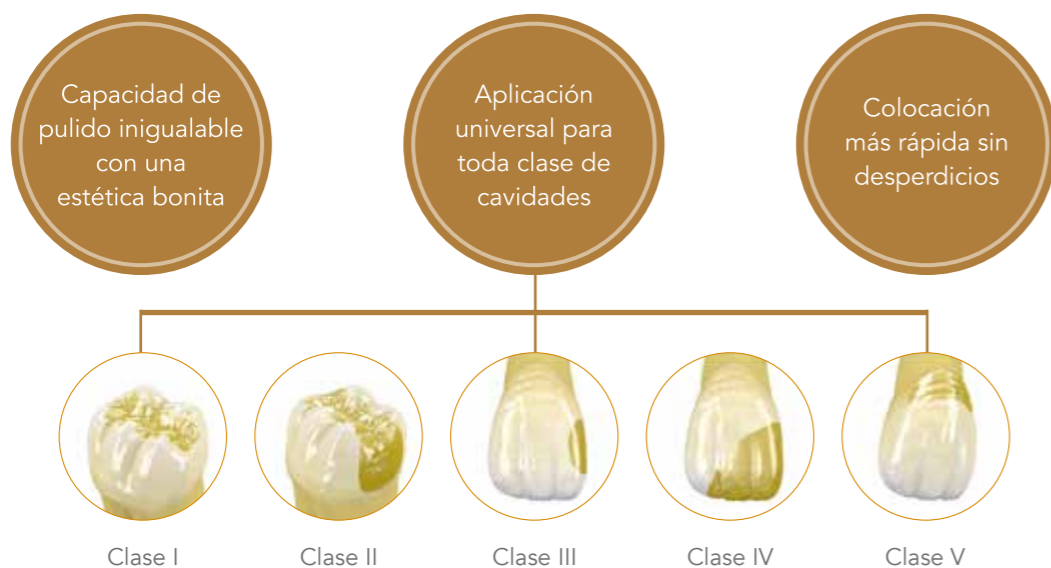 Capacidad de
pulido inigualable
con una
estética bonita
Aplicación
universal para
toda clase de
cavidades
Colocación
más rápida sin
desperdicios
Clase I
Clase II
Clase III
Clase IV
Clase V